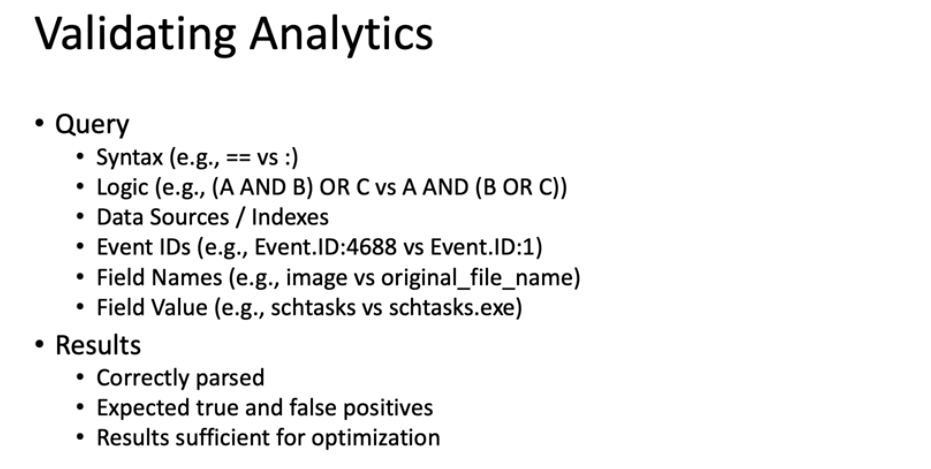 Validating Analytics
• Query
• Syntax (e.g., == vs :)
• Logic (e.g., (A AND B) OR C vs A AND (B OR C))
• Data Sources / Indexes
• Event IDs (e.g., Event.ID:4688 vs Event.ID:1)
• Field Names (e.g., image vs original_file_name)
• Field Value (e.g., schtasks vs schtasks.exe)
• Results
• Correctly parsed
• Expected true and false positives
• Results sufficient for optimization